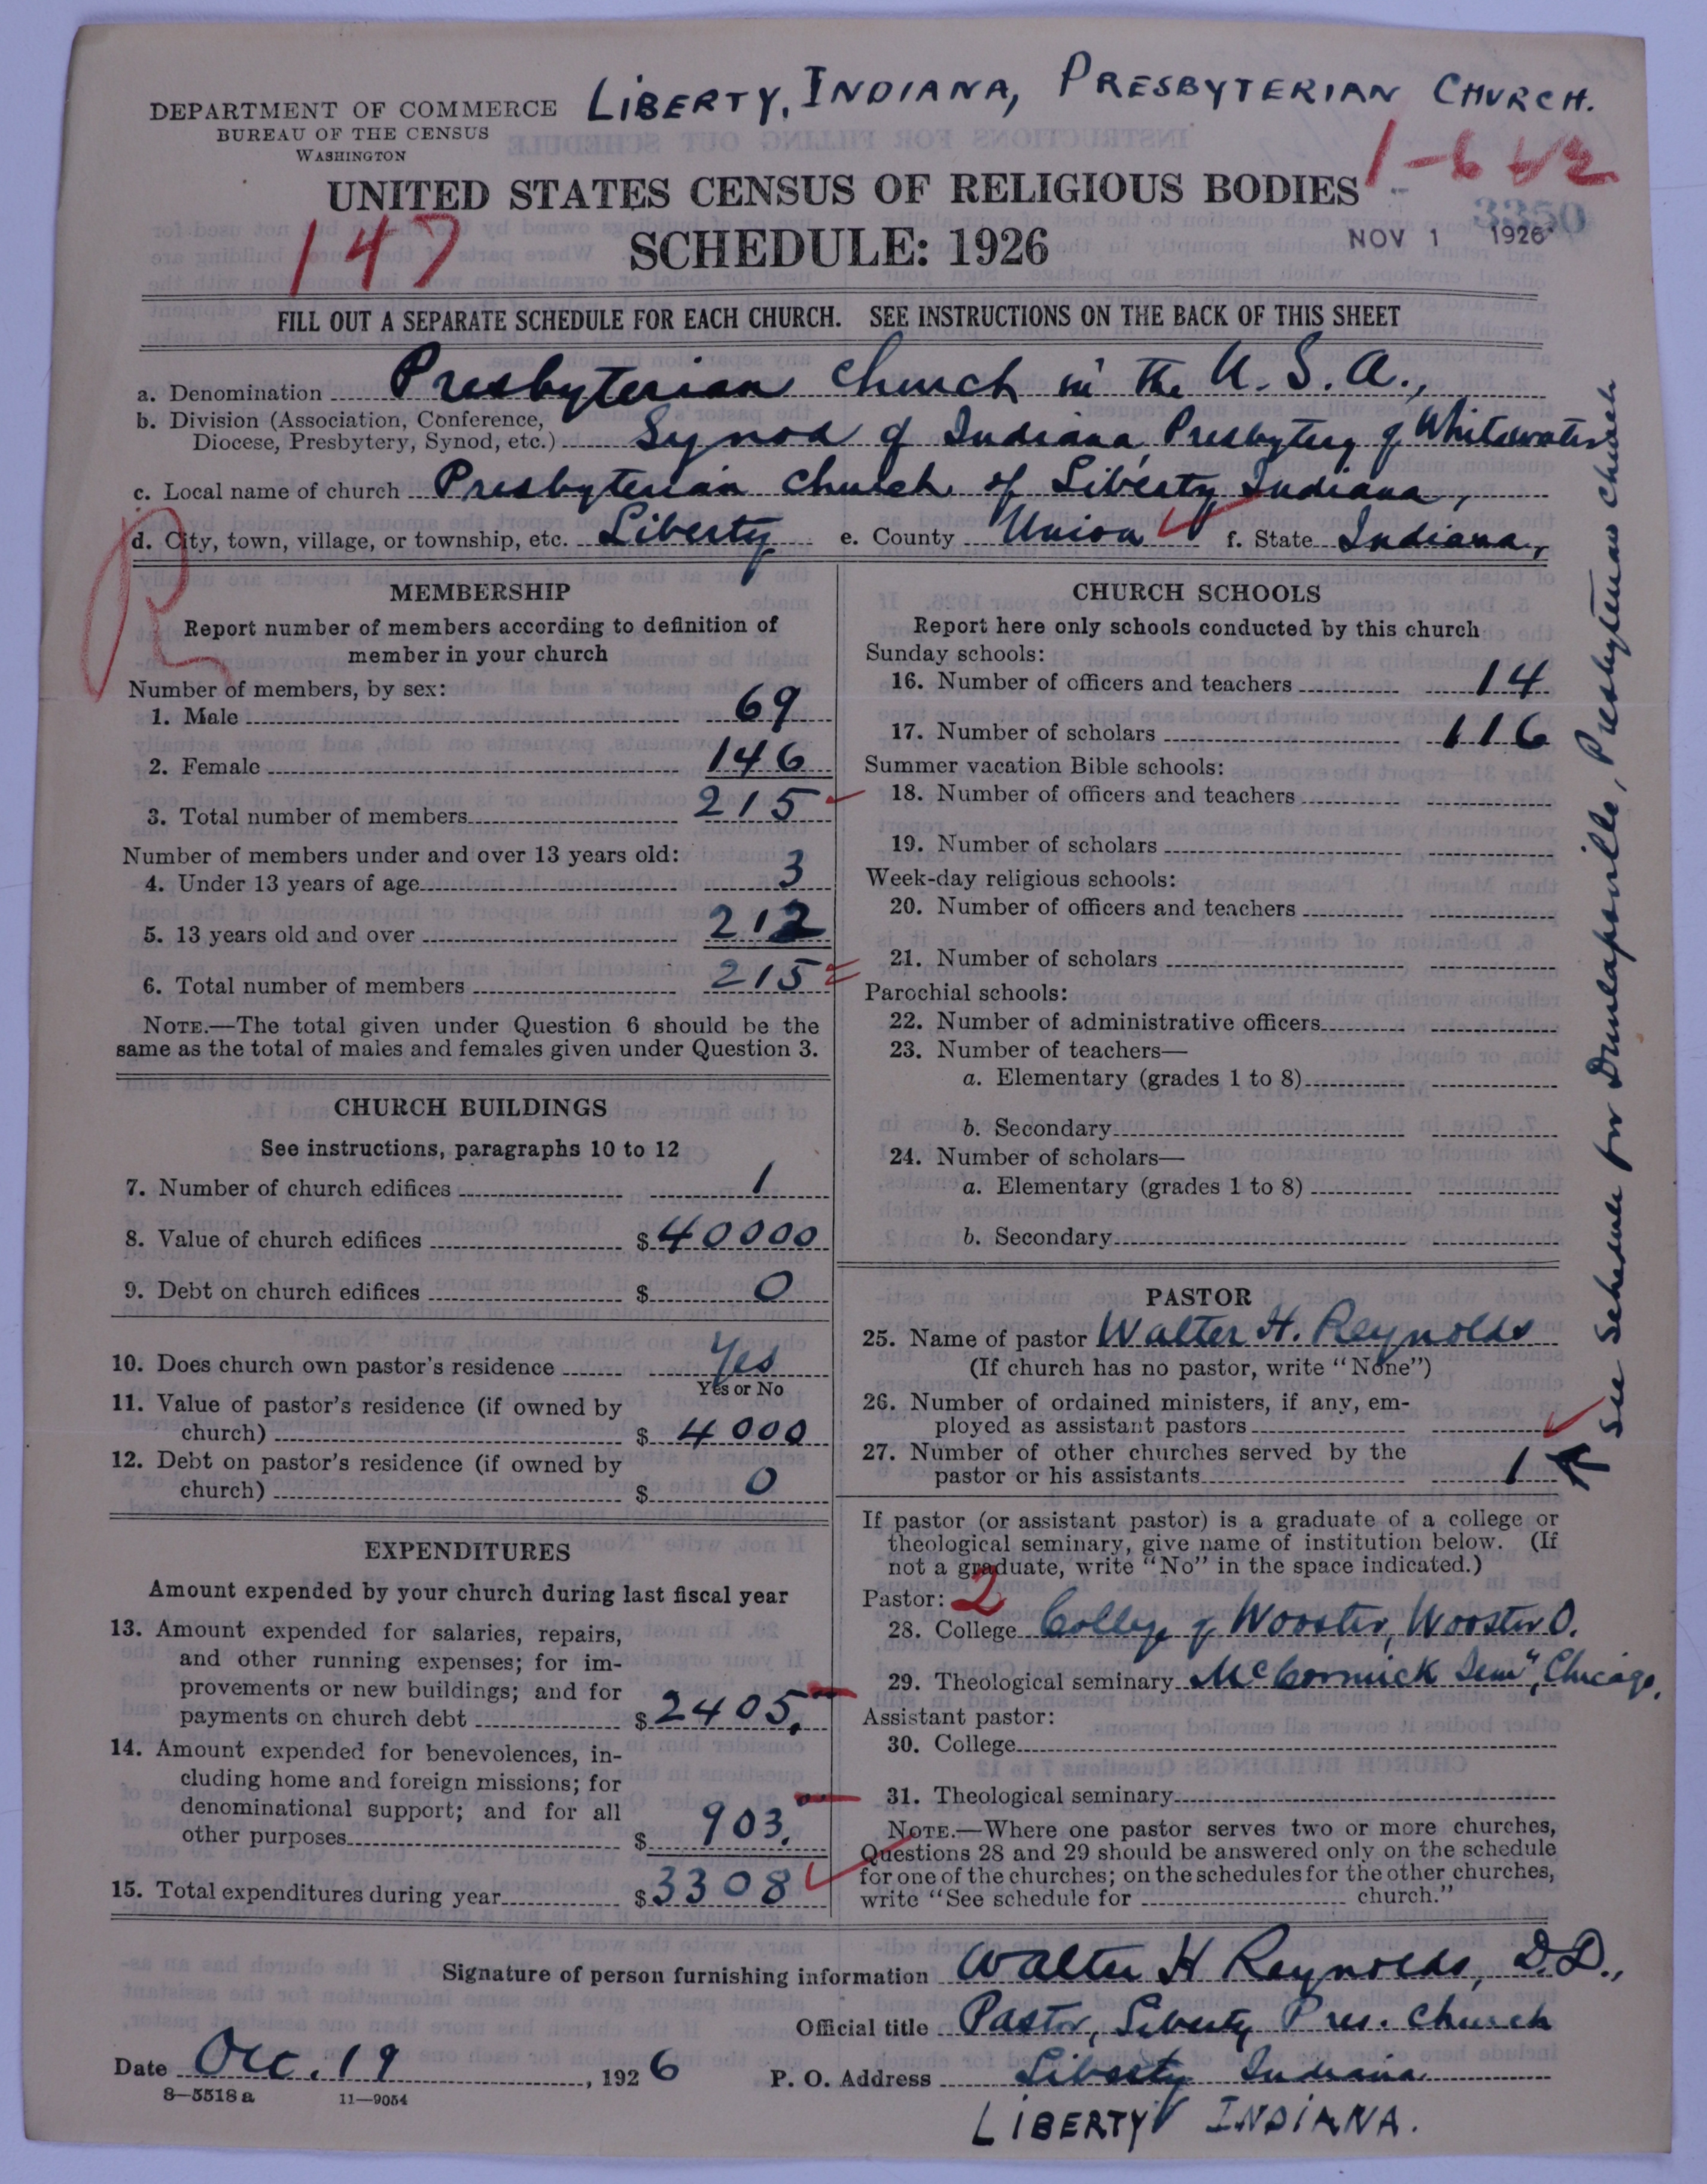 LIBERTY, INDIANA, PRESBYTERIAN CHURCH.
DEPARTMENT OF COMMERCE
BUREAU OF THE CENSUS
WASHINGTON
1-662
UNITED STATES CENSUS OF RELIGIOUS BODIES
3350
147
SCHEDULE: 1926
NOV 1 1926
FILL OUT A SEPARATE SCHEDULE FOR EACH CHURCH. SEE INSTRUCTIONS ON THE BACK OF THIS SHEET
a. Denomination Presbyterian Church in the U.S.A.,
b. Division (Association, Conference,
Diocese, Presbytery, Synod, etc.) Synod of Indiana, Presbytery of Whitewater
c. Local name of church Presbyterian Church of Liberty Indiana,
d. City, town, village, or township, etc. Liberty e. County Union f. State Indiana,
R
MEMBERSHIP
Report number of members according to definition of
member in your church
Number of members, by sex:
1. Male 69
2. Female 146
3. Total number of members 215
Number of members under and over 13 years old:
4. Under 13 years of age 3
5. 13 years old and over 212
6. Total number of members 215
NOTE.—The total given under Question 6 should be the
same as the total of males and females given under Question 3.
CHURCH BUILDINGS
See instructions, paragraphs 10 to 12
7. Number of church edifices 1
8. Value of church edifices $40000
9. Debt on church edifices $ 0
10. Does church own pastor's residence Yes
Yes or No
11. Value of pastor's residence (if owned by
church) $ 4000
12. Debt on pastor's residence (if owned by
church) $ 0
EXPENDITURES
Amount expended by your church during last fiscal year
13. Amount expended for salaries, repairs,
and other running expenses; for im-
provements or new buildings; and for
payments on church debt $2405.
14. Amount expended for benevolences, in-
cluding home and foreign missions; for
denominational support; and for all
other purposes $ 903.
15. Total expenditures during year $3308
CHURCH SCHOOLS
Report here only schools conducted by this church
Sunday schools:
16. Number of officers and teachers 14
17. Number of scholars 116
Summer vacation Bible schools:
18. Number of officers and teachers
19. Number of scholars
Week-day religious schools:
20. Number of officers and teachers
21. Number of scholars
Parochial schools:
22. Number of administrative officers
23. Number of teachers—
a. Elementary (grades 1 to 8)
b. Secondary
24. Number of scholars—
a. Elementary (grades 1 to 8)
b. Secondary
PASTOR
25. Name of pastor Walter H. Reynolds
(If church has no pastor, write "None")
26. Number of ordained ministers, if any, em-
ployed as assistant pastors
27. Number of other churches served by the
pastor or his assistants 1
See Schedule for Dunlapsville, Presbyterian Church
If pastor (or assistant pastor) is a graduate of a college or
theological seminary, give name of institution below. (If
not a graduate, write "No" in the space indicated.)
Pastor: 2
28. College College of Wooster, Wooster O.
29. Theological seminary McCormick Sem", Chicago.
Assistant pastor:
30. College
31. Theological seminary
NOTE.—Where one pastor serves two or more churches,
Questions 28 and 29 should be answered only on the schedule
for one of the churches; on the schedules for the other churches,
write "See schedule for church."
Signature of person furnishing information Walter H Reynolds, D.D.,
Official title Pastor, Liberty Pres. Church
Date Oct. 19, 1926 P. O. Address Liberty Indiana
8—5518 a 11—9054
LIBERTY INDIANA.